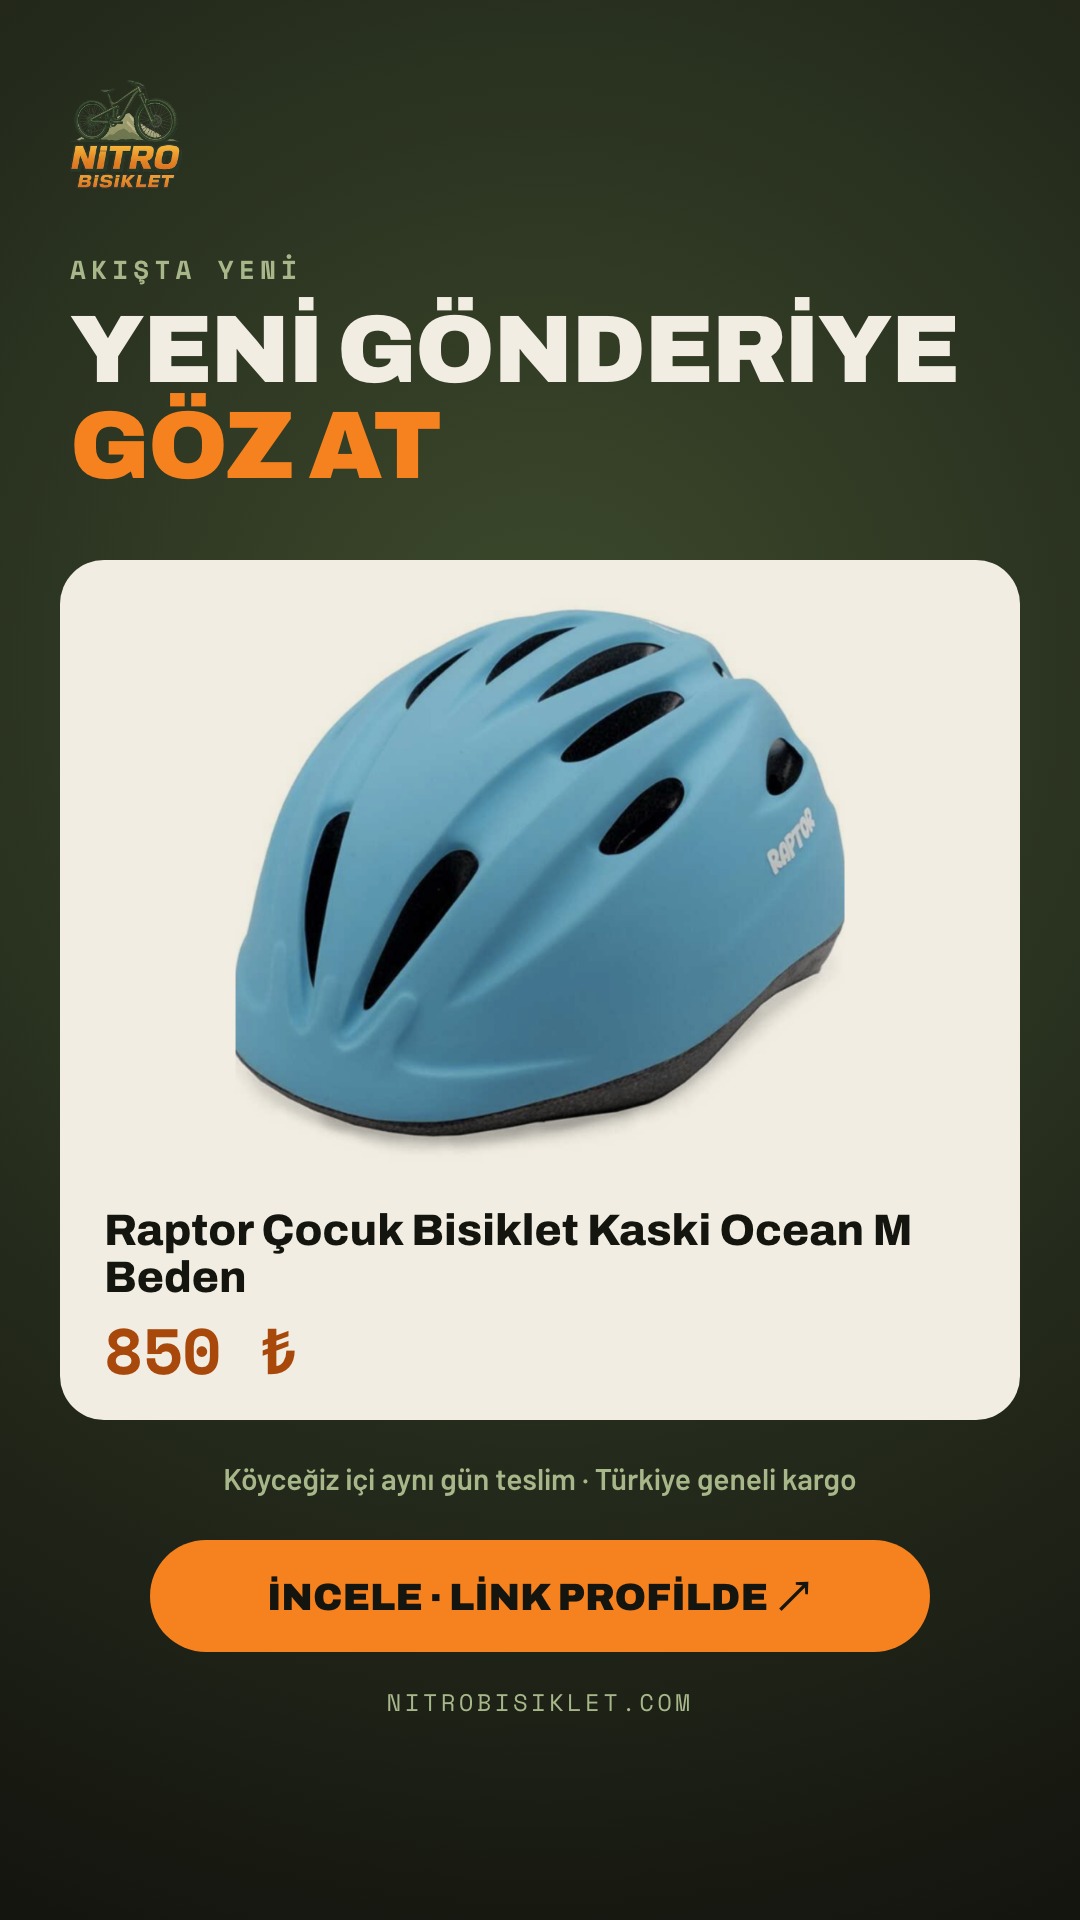 NiTRO
BiSiKLET
AKIŞTA YENİ
YENİ GÖNDERİYE
GÖZ AT
RAPTOR
Raptor Çocuk Bisiklet Kaski Ocean M
Beden
850 ₺
Köyceğiz içi aynı gün teslim · Türkiye geneli kargo
İNCELE · LİNK PROFİLDE ↗
NITROBISIKLET.COM